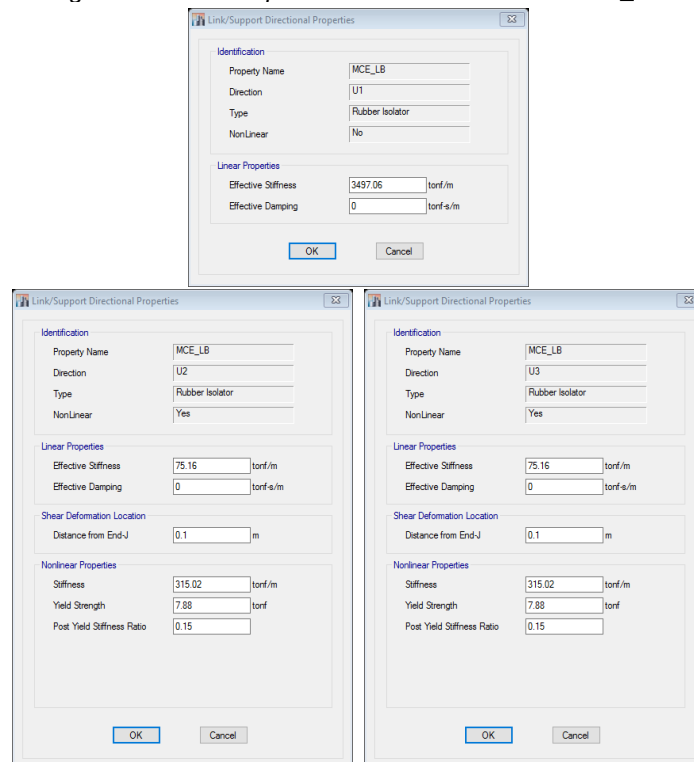 Link/Support Directional Properties
Identification
Property Name MCE_LB
Direction U1
Type Rubber Isolator
NonLinear No
Linear Properties
Effective Stiffness 3497.06 tonf/m
Effective Damping 0 tonf-s/m
OK Cancel
Link/Support Directional Properties
Identification
Property Name MCE_LB
Direction U2
Type Rubber Isolator
NonLinear Yes
Linear Properties
Effective Stiffness 75.16 tonf/m
Effective Damping 0 tonf-s/m
Shear Deformation Location
Distance from End-J 0.1 m
Nonlinear Properties
Stiffness 315.02 tonf/m
Yield Strength 7.88 tonf
Post Yield Stiffness Ratio 0.15
OK Cancel
Link/Support Directional Properties
Identification
Property Name MCE_LB
Direction U3
Type Rubber Isolator
NonLinear Yes
Linear Properties
Effective Stiffness 75.16 tonf/m
Effective Damping 0 tonf-s/m
Shear Deformation Location
Distance from End-J 0.1 m
Nonlinear Properties
Stiffness 315.02 tonf/m
Yield Strength 7.88 tonf
Post Yield Stiffness Ratio 0.15
OK Cancel